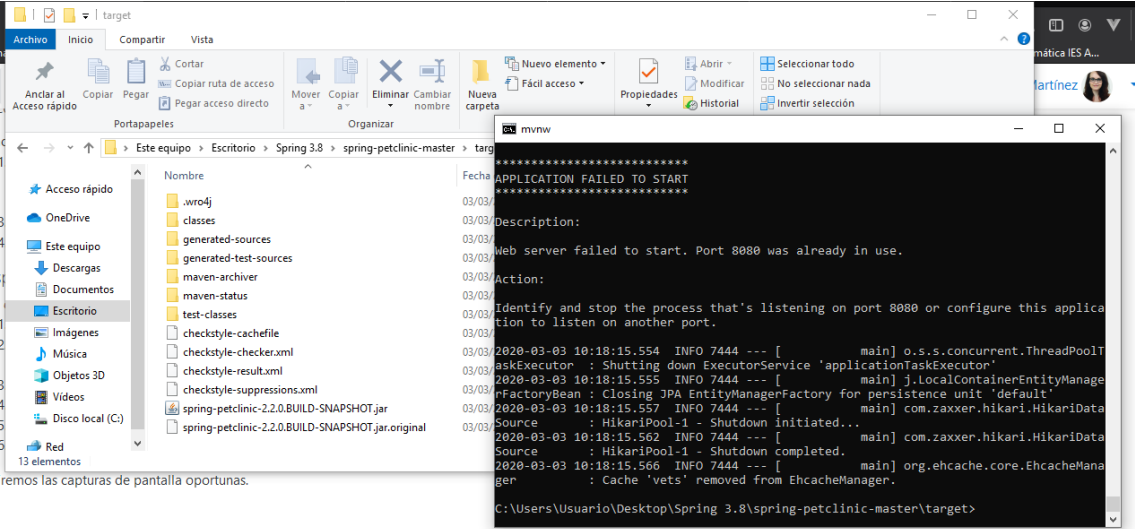 target
Archivo Inicio Compartir Vista
Anclar al Acceso rápido
Copiar
Pegar
Cortar
Copiar ruta de acceso
Pegar acceso directo
Portapapeles
Mover a
Copiar a
Eliminar
Cambiar nombre
Organizar
Nueva carpeta
Nuevo elemento
Fácil acceso
Propiedades
Abrir
Modificar
Historial
Seleccionar todo
No seleccionar nada
Invertir selección
mática IES A...
Martínez
Este equipo > Escritorio > Spring 3.8 > spring-petclinic-master > targ
Acceso rápido
OneDrive
Este equipo
Descargas
Documentos
Escritorio
Imágenes
Música
Objetos 3D
Vídeos
Disco local (C:)
Red
13 elementos
Nombre Fecha
.wro4j 03/03/
classes 03/03/
generated-sources 03/03/
generated-test-sources 03/03/
maven-archiver 03/03/
maven-status 03/03/
test-classes 03/03/
checkstyle-cachefile 03/03/
checkstyle-checker.xml 03/03/
checkstyle-result.xml 03/03/
checkstyle-suppressions.xml 03/03/
spring-petclinic-2.2.0.BUILD-SNAPSHOT.jar 03/03/
spring-petclinic-2.2.0.BUILD-SNAPSHOT.jar.original 03/03/
remos las capturas de pantalla oportunas.
mvnw
***************************
APPLICATION FAILED TO START
***************************
Description:
Web server failed to start. Port 8080 was already in use.
Action:
Identify and stop the process that's listening on port 8080 or configure this applica
tion to listen on another port.
2020-03-03 10:18:15.554  INFO 7444 --- [           main] o.s.s.concurrent.ThreadPoolT
askExecutor  : Shutting down ExecutorService 'applicationTaskExecutor'
2020-03-03 10:18:15.555  INFO 7444 --- [           main] j.LocalContainerEntityManage
rFactoryBean : Closing JPA EntityManagerFactory for persistence unit 'default'
2020-03-03 10:18:15.557  INFO 7444 --- [           main] com.zaxxer.hikari.HikariData
Source       : HikariPool-1 - Shutdown initiated...
2020-03-03 10:18:15.562  INFO 7444 --- [           main] com.zaxxer.hikari.HikariData
Source       : HikariPool-1 - Shutdown completed.
2020-03-03 10:18:15.566  INFO 7444 --- [           main] org.ehcache.core.EhcacheMana
ger          : Cache 'vets' removed from EhcacheManager.
C:\Users\Usuario\Desktop\Spring 3.8\spring-petclinic-master\target>